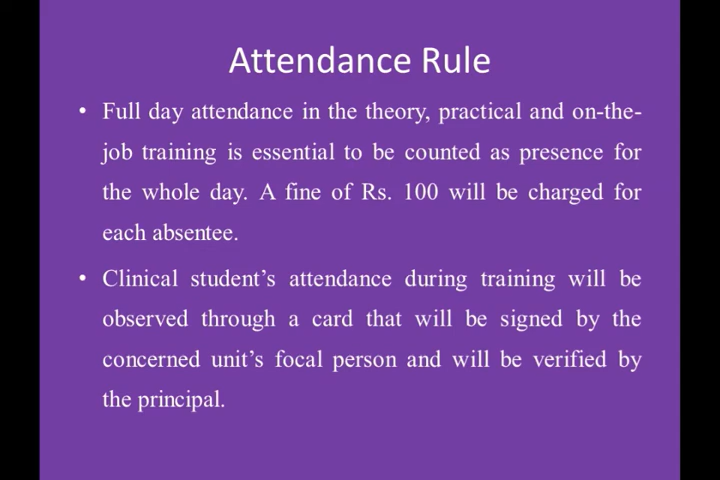 Attendance Rule
• Full day attendance in the theory, practical and on-the-
job training is essential to be counted as presence for
the whole day. A fine of Rs. 100 will be charged for
each absentee.
• Clinical student’s attendance during training will be
observed through a card that will be signed by the
concerned unit’s focal person and will be verified by
the principal.